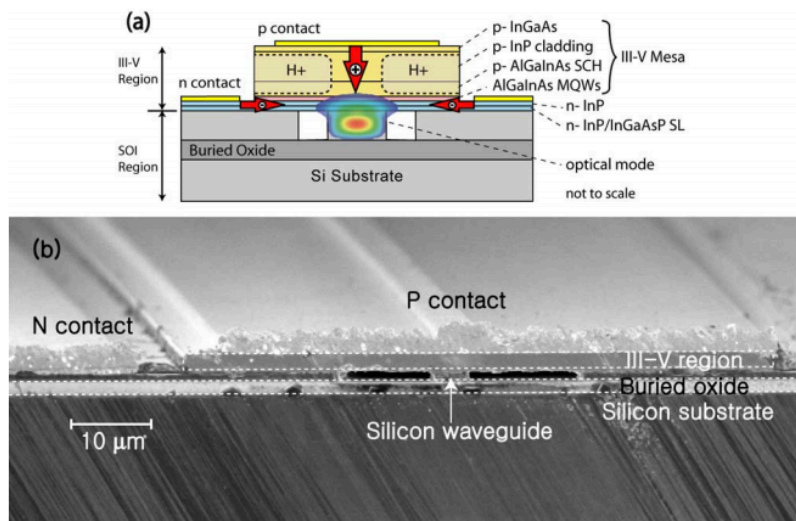 (a)
p contact
p- InGaAs
p- InP cladding
p- AlGaInAs SCH
AlGaInAs MQWs
III-V Mesa
n- InP
n- InP/InGaAsP SL
optical mode
not to scale
III-V
Region
n contact
H+
H+
SOI
Region
Buried Oxide
Si Substrate
(b)
N contact
P contact
III-V region
Buried oxide
Silicon substrate
Silicon waveguide
10 μm